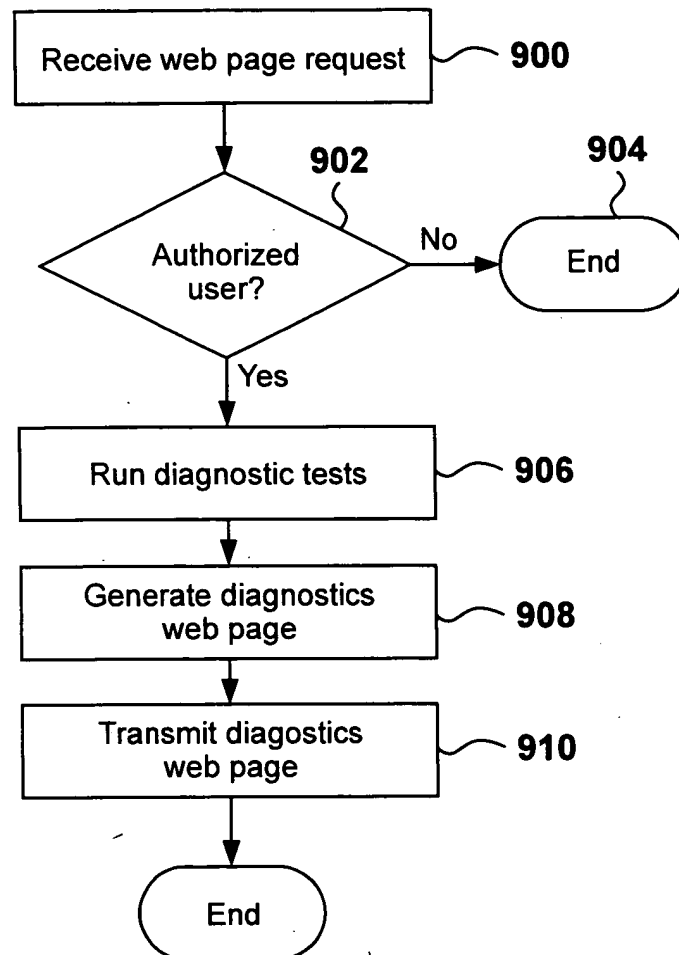 Receive web page request
900
902
904
Authorized
user?
No
End
Yes
Run diagnostic tests
906
Generate diagnostics
web page
908
Transmit diagostics
web page
910
End